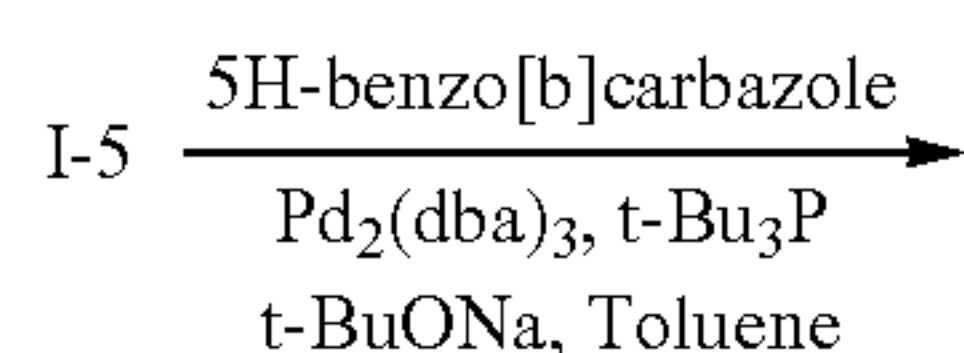 5H-benzo[b]carbazole
I-5
Pd₂(dba)₃, t-Bu₃P
t-BuONa, Toluene